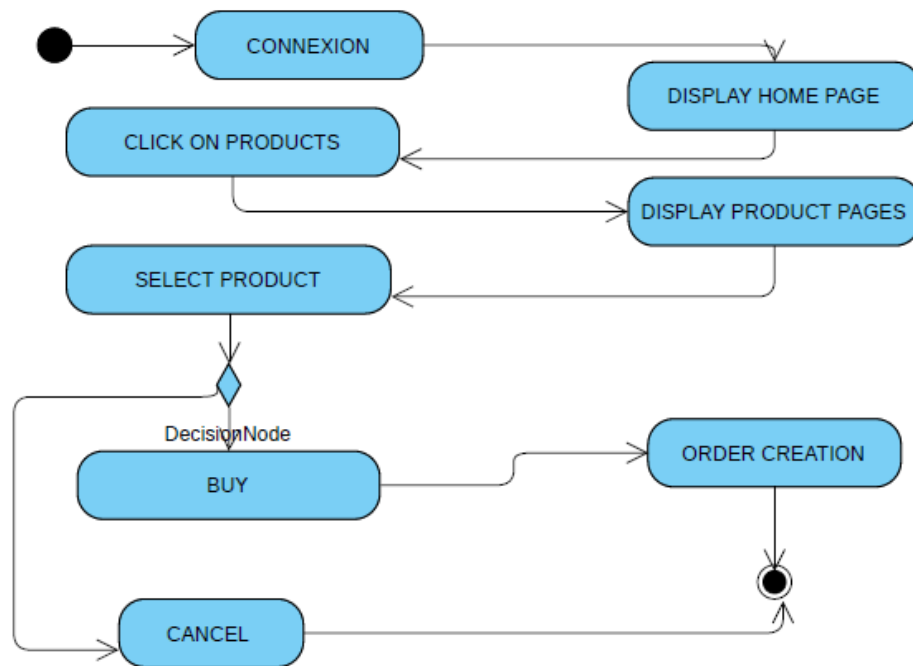 CONNEXION
DISPLAY HOME PAGE
CLICK ON PRODUCTS
DISPLAY PRODUCT PAGES
SELECT PRODUCT
DecisionNode
BUY
ORDER CREATION
CANCEL